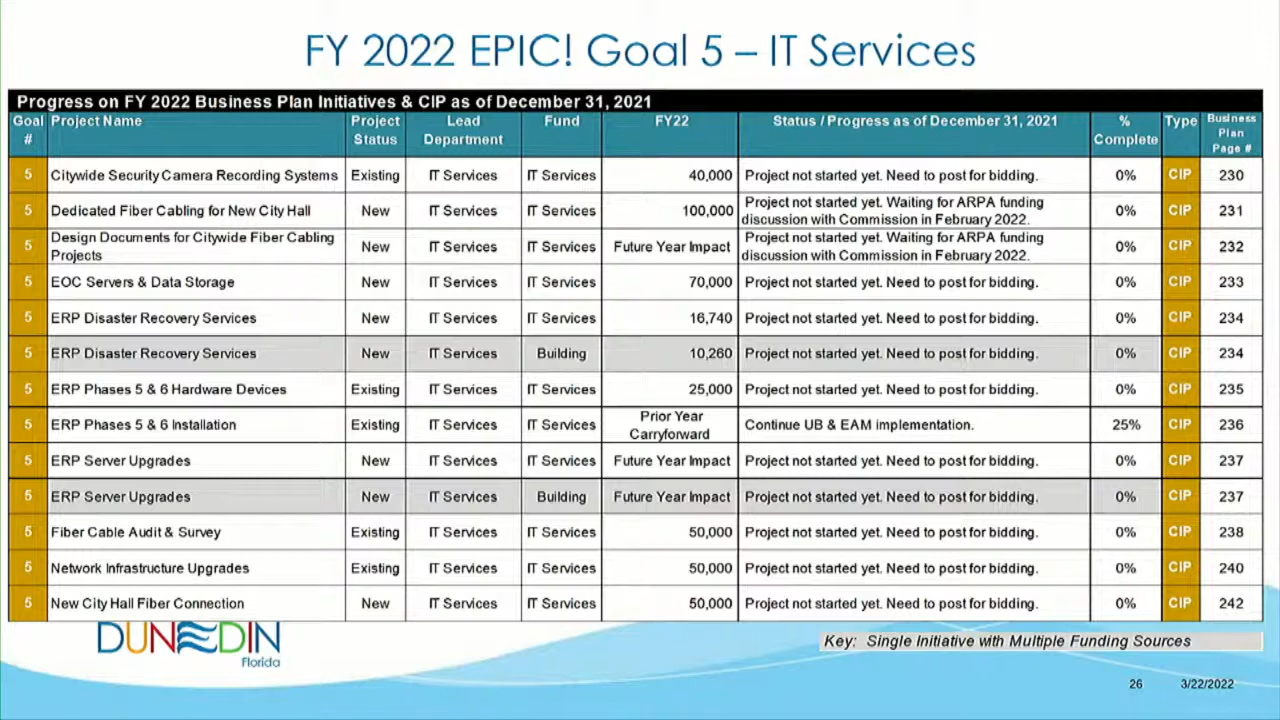 FY 2022 EPIC! Goal 5 – IT Services
Progress on FY 2022 Business Plan Initiatives & CIP as of December 31, 2021
Goal # Project Name Project Status Lead Department Fund FY22 Status / Progress as of December 31, 2021 % Complete Type Business Plan Page #
5 Citywide Security Camera Recording Systems Existing IT Services IT Services 40,000 Project not started yet. Need to post for bidding. 0% CIP 230
5 Dedicated Fiber Cabling for New City Hall New IT Services IT Services 100,000 Project not started yet. Waiting for ARPA funding discussion with Commission in February 2022. 0% CIP 231
5 Design Documents for Citywide Fiber Cabling Projects New IT Services IT Services Future Year Impact Project not started yet. Waiting for ARPA funding discussion with Commission in February 2022. 0% CIP 232
5 EOC Servers & Data Storage New IT Services IT Services 70,000 Project not started yet. Need to post for bidding. 0% CIP 233
5 ERP Disaster Recovery Services New IT Services IT Services 16,740 Project not started yet. Need to post for bidding. 0% CIP 234
5 ERP Disaster Recovery Services New IT Services Building 10,260 Project not started yet. Need to post for bidding. 0% CIP 234
5 ERP Phases 5 & 6 Hardware Devices Existing IT Services IT Services 25,000 Project not started yet. Need to post for bidding. 0% CIP 235
5 ERP Phases 5 & 6 Installation Existing IT Services IT Services Prior Year Carryforward Continue UB & EAM implementation. 25% CIP 236
5 ERP Server Upgrades New IT Services IT Services Future Year Impact Project not started yet. Need to post for bidding. 0% CIP 237
5 ERP Server Upgrades New IT Services Building Future Year Impact Project not started yet. Need to post for bidding. 0% CIP 237
5 Fiber Cable Audit & Survey Existing IT Services IT Services 50,000 Project not started yet. Need to post for bidding. 0% CIP 238
5 Network Infrastructure Upgrades Existing IT Services IT Services 50,000 Project not started yet. Need to post for bidding. 0% CIP 240
5 New City Hall Fiber Connection New IT Services IT Services 50,000 Project not started yet. Need to post for bidding. 0% CIP 242
DUNEDIN
Florida
Key: Single Initiative with Multiple Funding Sources
26 3/22/2022